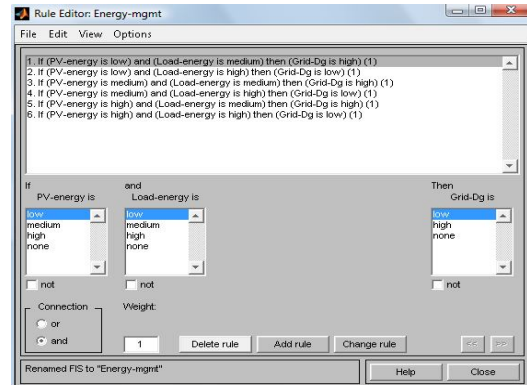 Rule Editor: Energy-mgmt
File Edit View Options
1. If (PV-energy is low) and (Load-energy is medium) then (Grid-Dg is high) (1)
2. If (PV-energy is low) and (Load-energy is high) then (Grid-Dg is low) (1)
3. If (PV-energy is medium) and (Load-energy is medium) then (Grid-Dg is high) (1)
4. If (PV-energy is medium) and (Load-energy is high) then (Grid-Dg is low) (1)
5. If (PV-energy is high) and (Load-energy is medium) then (Grid-Dg is high) (1)
6. If (PV-energy is high) and (Load-energy is high) then (Grid-Dg is low) (1)
If and Then
PV-energy is Load-energy is Grid-Dg is
low low low
medium medium high
high high none
none none
not not not
Connection Weight:
or
and 1 Delete rule Add rule Change rule << >>
Renamed FIS to "Energy-mgmt" Help Close